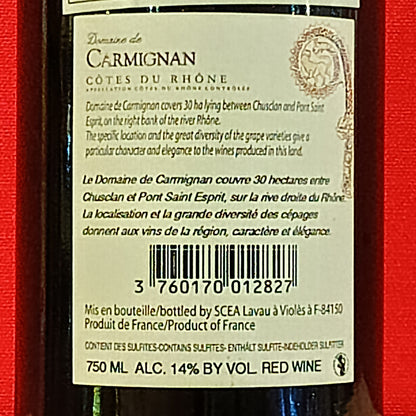 Domaine de
CARMIGNAN
CÔTES DU RHÔNE
APPELLATION CÔTES DU RHÔNE CONTRÔLÉE
Domaine de Carmignan covers 30 ha lying between Chusclan and Pont Saint
Esprit, on the right bank of the river Rhône.
The specific location and the great diversity of the grape varieties give a
particular character and elegance to the wines produced in this land.
Le Domaine de Carmignan couvre 30 hectares entre
Chusclan et Pont Saint Esprit, sur la rive droite du Rhône.
La localisation et la grande diversité des cépages
donnent aux vins de la région, caractère et élégance.
3 760170 012827
Mis en bouteille/bottled by SCEA Lavau à Violès à F-84150
Produit de France/Product of France
CONTENT DES SULFITES-CONTAINS SULFITES- ENTHÄLT SULFITE-INDEHOLDER SULFITTER
750 ML ALC. 14% BY VOL. RED WINE